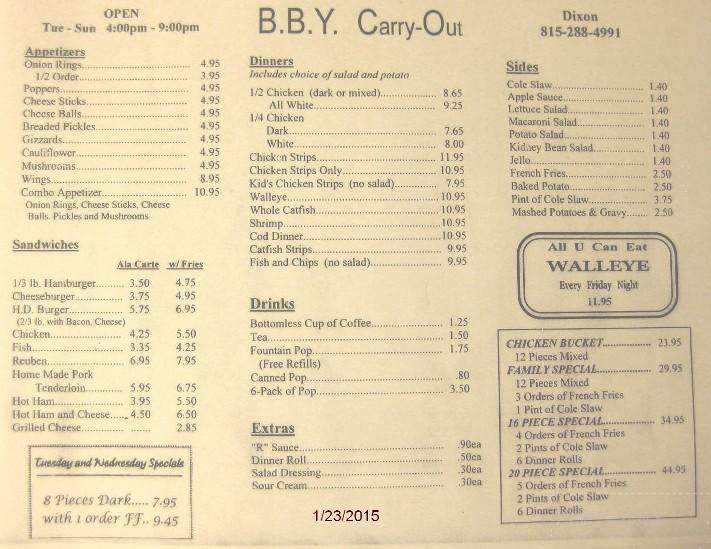 OPEN
Tue - Sun 4:00pm - 9:00pm
B.B.Y. Carry-Out
Dixon
815-288-4991
Appetizers
Onion Rings 4.95
1/2 Order 3.95
Poppers 4.95
Cheese Sticks 4.95
Cheese Balls 4.95
Breaded Pickles 4.95
Gizzards 4.95
Cauliflower 4.95
Mushrooms 4.95
Wings 8.95
Combo Appetizer 10.95
Onion Rings, Cheese Sticks, Cheese
Balls, Pickles and Mushrooms
Sandwiches
Ala Carte w/ Fries
1/3 lb. Hamburger 3.50 4.75
Cheeseburger 3.75 4.95
H.D. Burger 5.75 6.95
(2/3 lb. with Bacon, Cheese)
Chicken 4.25 5.50
Fish 3.35 4.25
Reuben 6.95 7.95
Home Made Pork
Tenderloin 5.95 6.75
Hot Ham 3.95 5.50
Hot Ham and Cheese 4.50 6.50
Grilled Cheese ------ 2.85
Tuesday and Wednesday Specials
8 Pieces Dark..... 7.95
with 1 order FF.. 9.45
Dinners
Includes choice of salad and potato
1/2 Chicken (dark or mixed) 8.65
All White 9.25
1/4 Chicken
Dark 7.65
White 8.00
Chicken Strips 11.95
Chicken Strips Only 10.95
Kid's Chicken Strips (no salad) 7.95
Walleye 10.95
Whole Catfish 10.95
Shrimp 10.95
Cod Dinner 10.95
Catfish Strips 9.95
Fish and Chips (no salad) 9.95
Drinks
Bottomless Cup of Coffee 1.25
Tea 1.50
Fountain Pop 1.75
(Free Refills)
Canned Pop .80
6-Pack of Pop 3.50
Extras
"R" Sauce .90ea
Dinner Roll .50ea
Salad Dressing .30ea
Sour Cream .30ea
1/23/2015
Sides
Cole Slaw 1.40
Apple Sauce 1.40
Lettuce Salad 1.40
Macaroni Salad 1.40
Potato Salad 1.40
Kidney Bean Salad 1.40
Jello 1.40
French Fries 2.50
Baked Potato 2.50
Pint of Cole Slaw 3.75
Mashed Potatoes & Gravy 2.50
All U Can Eat
WALLEYE
Every Friday Night
11.95
CHICKEN BUCKET 23.95
12 Pieces Mixed
FAMILY SPECIAL 29.95
12 Pieces Mixed
3 Orders of French Fries
1 Pint of Cole Slaw
16 PIECE SPECIAL 34.95
4 Orders of French Fries
2 Pints of Cole Slaw
6 Dinner Rolls
20 PIECE SPECIAL 44.95
5 Orders of French Fries
2 Pints of Cole Slaw
6 Dinner Rolls